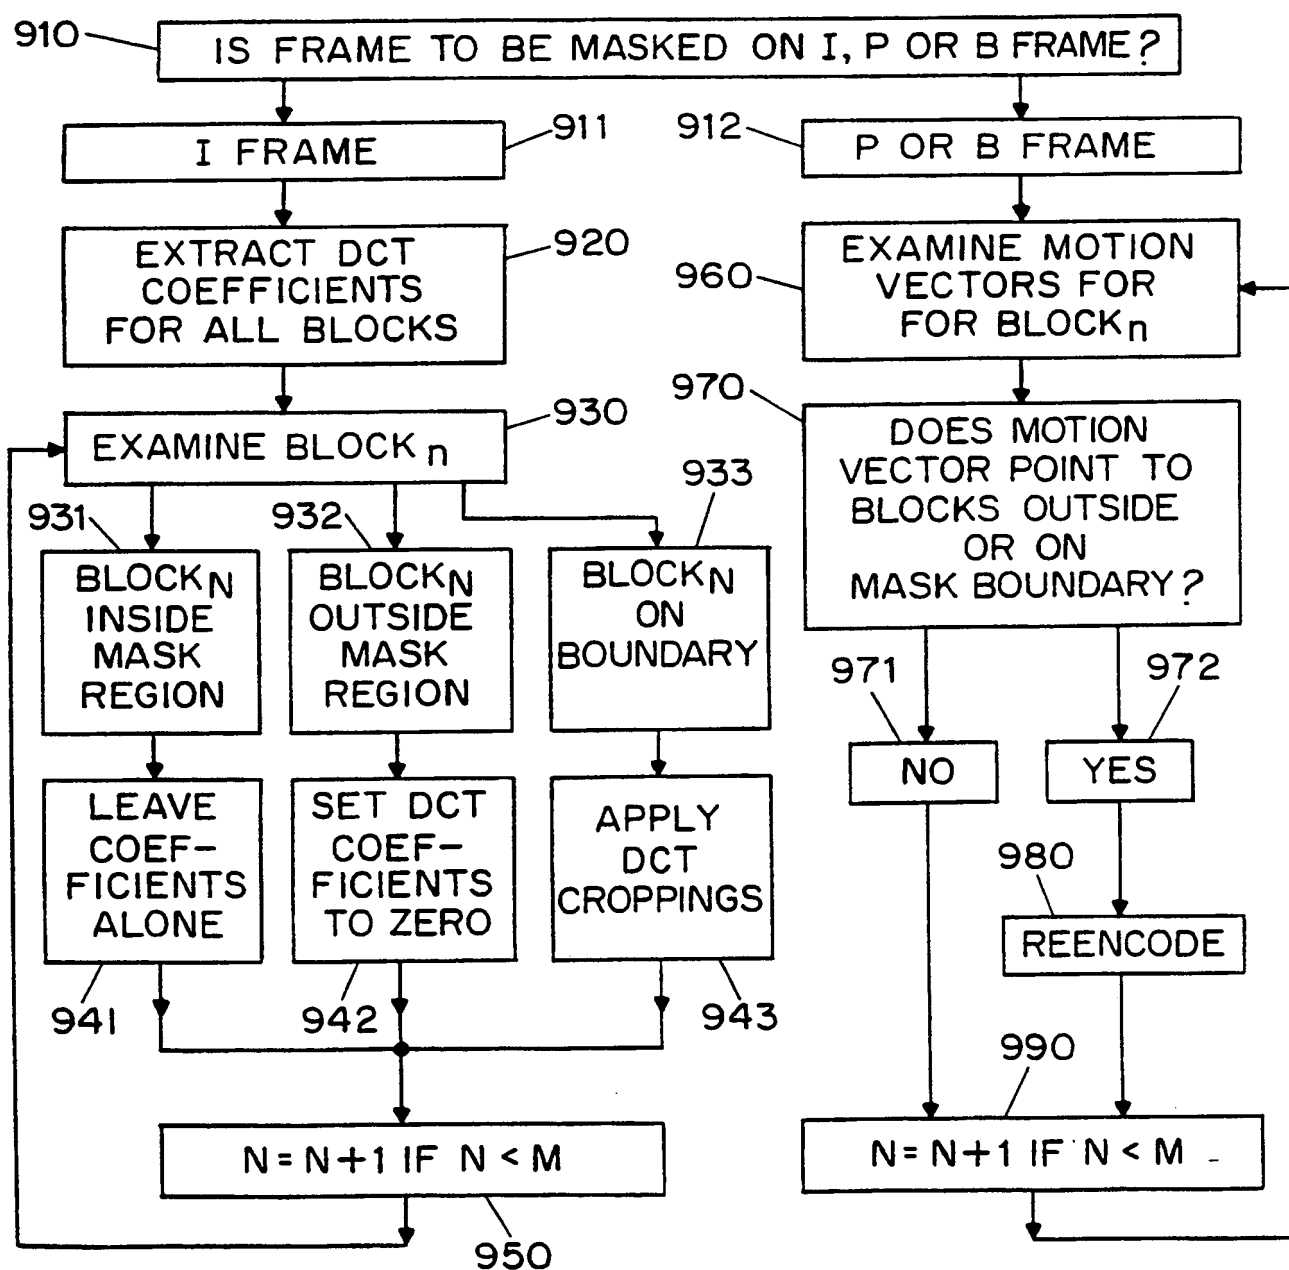 910
IS FRAME TO BE MASKED ON I, P OR B FRAME?
911
I FRAME
912
P OR B FRAME
920
EXTRACT DCT
COEFFICIENTS
FOR ALL BLOCKS
960
EXAMINE MOTION
VECTORS FOR
FOR BLOCKn
930
EXAMINE BLOCK n
970
DOES MOTION
VECTOR POINT TO
BLOCKS OUTSIDE
OR ON
MASK BOUNDARY?
931
BLOCKN
INSIDE
MASK
REGION
932
BLOCKN
OUTSIDE
MASK
REGION
933
BLOCKN
ON
BOUNDARY
971
NO
972
YES
LEAVE
COEF-
FICIENTS
ALONE
941
SET DCT
COEF-
FICIENTS
TO ZERO
942
APPLY
DCT
CROPPINGS
943
980
REENCODE
990
N=N+1 IF N<M
950
N=N+1 IF N<M